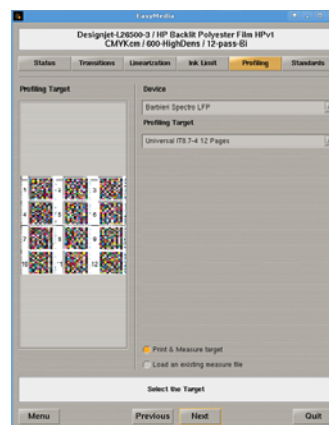 EasyMedia
Designjet-L26500-3 / HP Backlit Polyester Film HPv1
CMYKcm / 600-HighDens / 12-pass-Bi
Status Transitions Linearization Ink Limit Profiling Standards
Profiling Target
Device
Barbieri Spectro LFP
Profiling Target
Universal IT8.7-4 12 Pages
1 2 3
4 5 6
7 8 9
10 11 12
Print & Measure target
Load an existing measure file
Select the Target
Menu Previous Next Quit